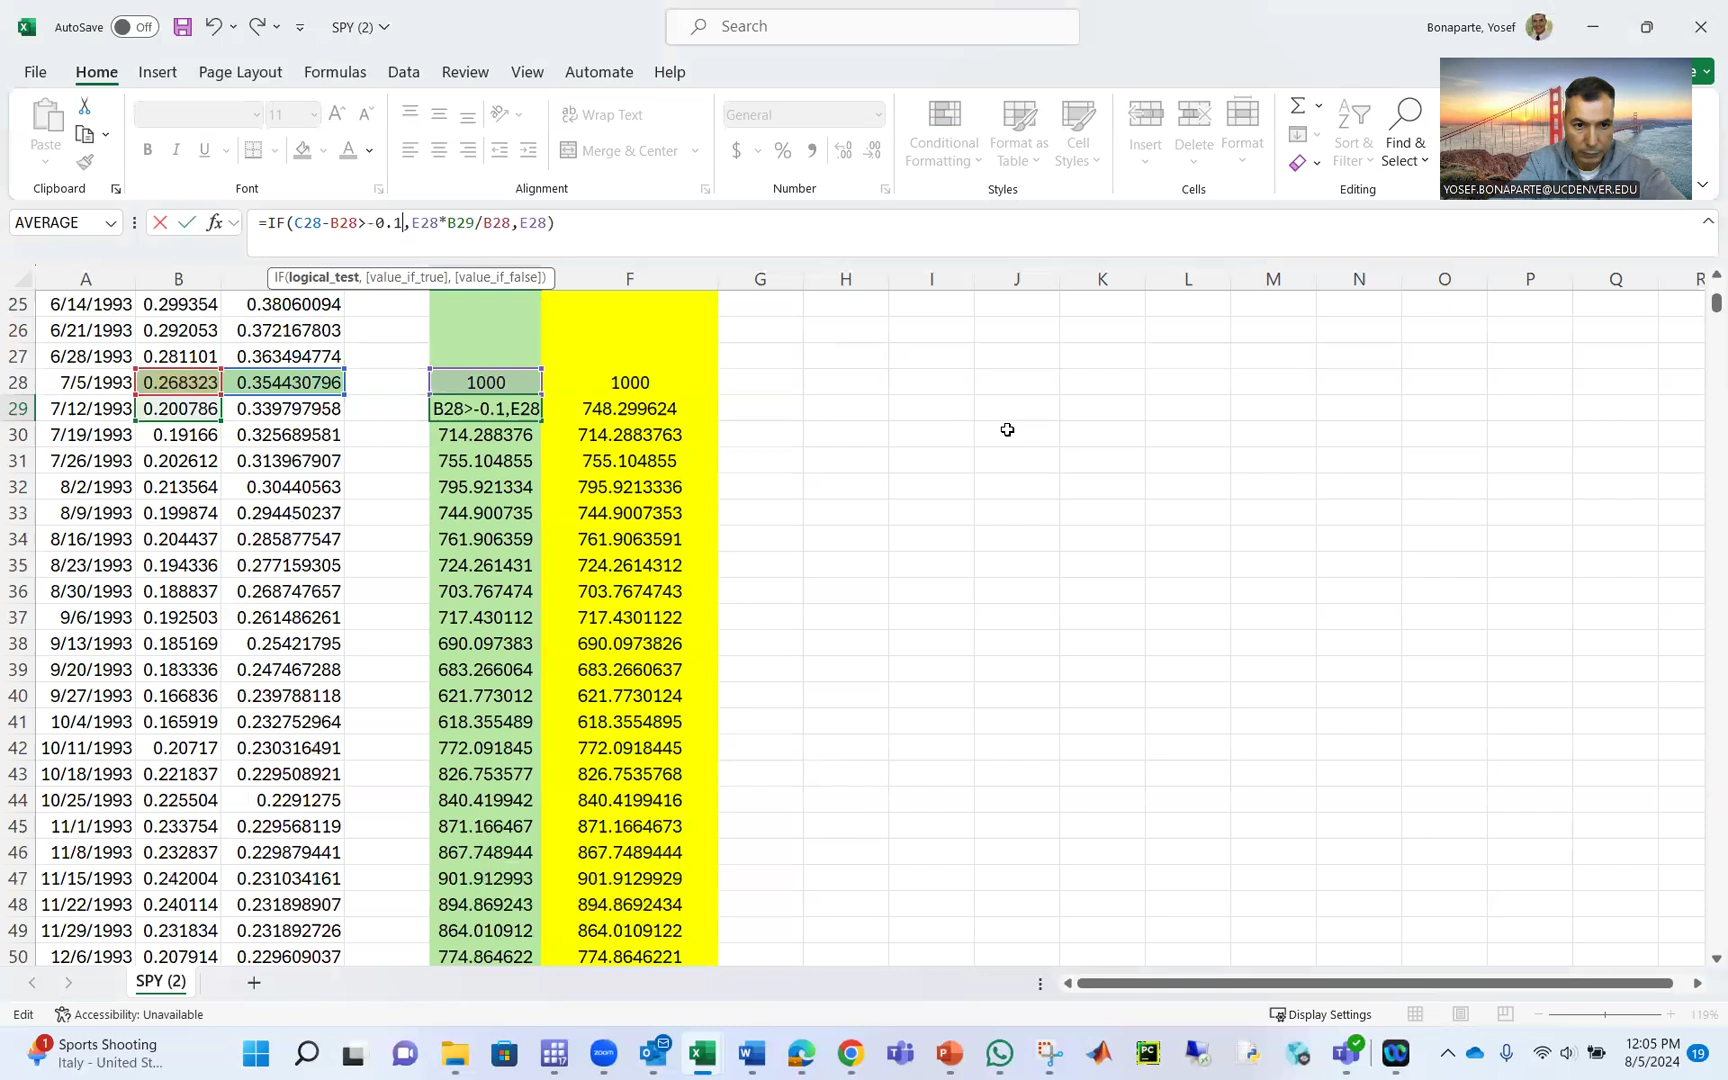 AutoSave Off SPY (2) Search Bonaparte, Yosef
File Home Insert Page Layout Formulas Data Review View Automate Help
Paste 11 Wrap Text General Conditional Formatting Format as Table Cell Styles Insert Delete Format Sort & Filter Find & Select
B I U A Merge & Center $ % ,
Clipboard Font Alignment Number Styles Cells Editing
YOSEF.BONAPARTE@UCDENVER.EDU
AVERAGE fx =IF(C28-B28>-0.1,E28*B29/B28,E28)
IF(logical_test, [value_if_true], [value_if_false])
A B F G H I J K L M N O P Q R
25 6/14/1993 0.299354 0.38060094
26 6/21/1993 0.292053 0.372167803
27 6/28/1993 0.281101 0.363494774
28 7/5/1993 0.268323 0.354430796 1000 1000
29 7/12/1993 0.200786 0.339797958 B28>-0.1,E28 748.299624
30 7/19/1993 0.19166 0.325689581 714.288376 714.2883763
31 7/26/1993 0.202612 0.313967907 755.104855 755.104855
32 8/2/1993 0.213564 0.30440563 795.921334 795.9213336
33 8/9/1993 0.199874 0.294450237 744.900735 744.9007353
34 8/16/1993 0.204437 0.285877547 761.906359 761.9063591
35 8/23/1993 0.194336 0.277159305 724.261431 724.2614312
36 8/30/1993 0.188837 0.268747657 703.767474 703.7674743
37 9/6/1993 0.192503 0.261486261 717.430112 717.4301122
38 9/13/1993 0.185169 0.25421795 690.097383 690.0973826
39 9/20/1993 0.183336 0.247467288 683.266064 683.2660637
40 9/27/1993 0.166836 0.239788118 621.773012 621.7730124
41 10/4/1993 0.165919 0.232752964 618.355489 618.3554895
42 10/11/1993 0.20717 0.230316491 772.091845 772.0918445
43 10/18/1993 0.221837 0.229508921 826.753577 826.7535768
44 10/25/1993 0.225504 0.2291275 840.419942 840.4199416
45 11/1/1993 0.233754 0.229568119 871.166467 871.1664673
46 11/8/1993 0.232837 0.229879441 867.748944 867.7489444
47 11/15/1993 0.242004 0.231034161 901.912993 901.9129929
48 11/22/1993 0.240114 0.231898907 894.869243 894.8692434
49 11/29/1993 0.231834 0.231892726 864.010912 864.0109122
50 12/6/1993 0.207914 0.229609037 774.864622 774.8646221
SPY (2)
Edit Accessibility: Unavailable Display Settings 119%
1 Sports Shooting
Italy - United St...
zoom PC 12:05 PM
8/5/2024 19